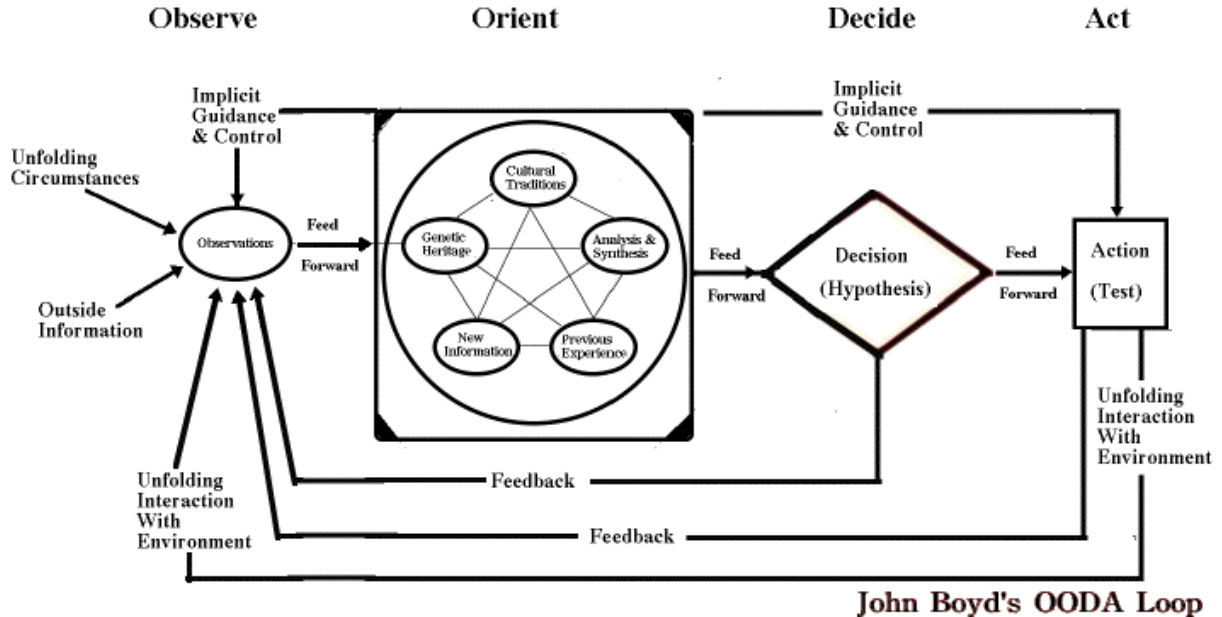 Observe
Orient
Decide
Act
Implicit
Guidance
& Control
Implicit
Guidance
& Control
Unfolding
Circumstances
Cultural
Traditions
Observations
Feed
Forward
Genetic
Heritage
Analysis &
Synthesis
Feed
Forward
Decision
(Hypothesis)
Feed
Forward
Action
(Test)
Outside
Information
New
Information
Previous
Experience
Unfolding
Interaction
With
Environment
Unfolding
Interaction
With
Environment
Feedback
Feedback
John Boyd's OODA Loop